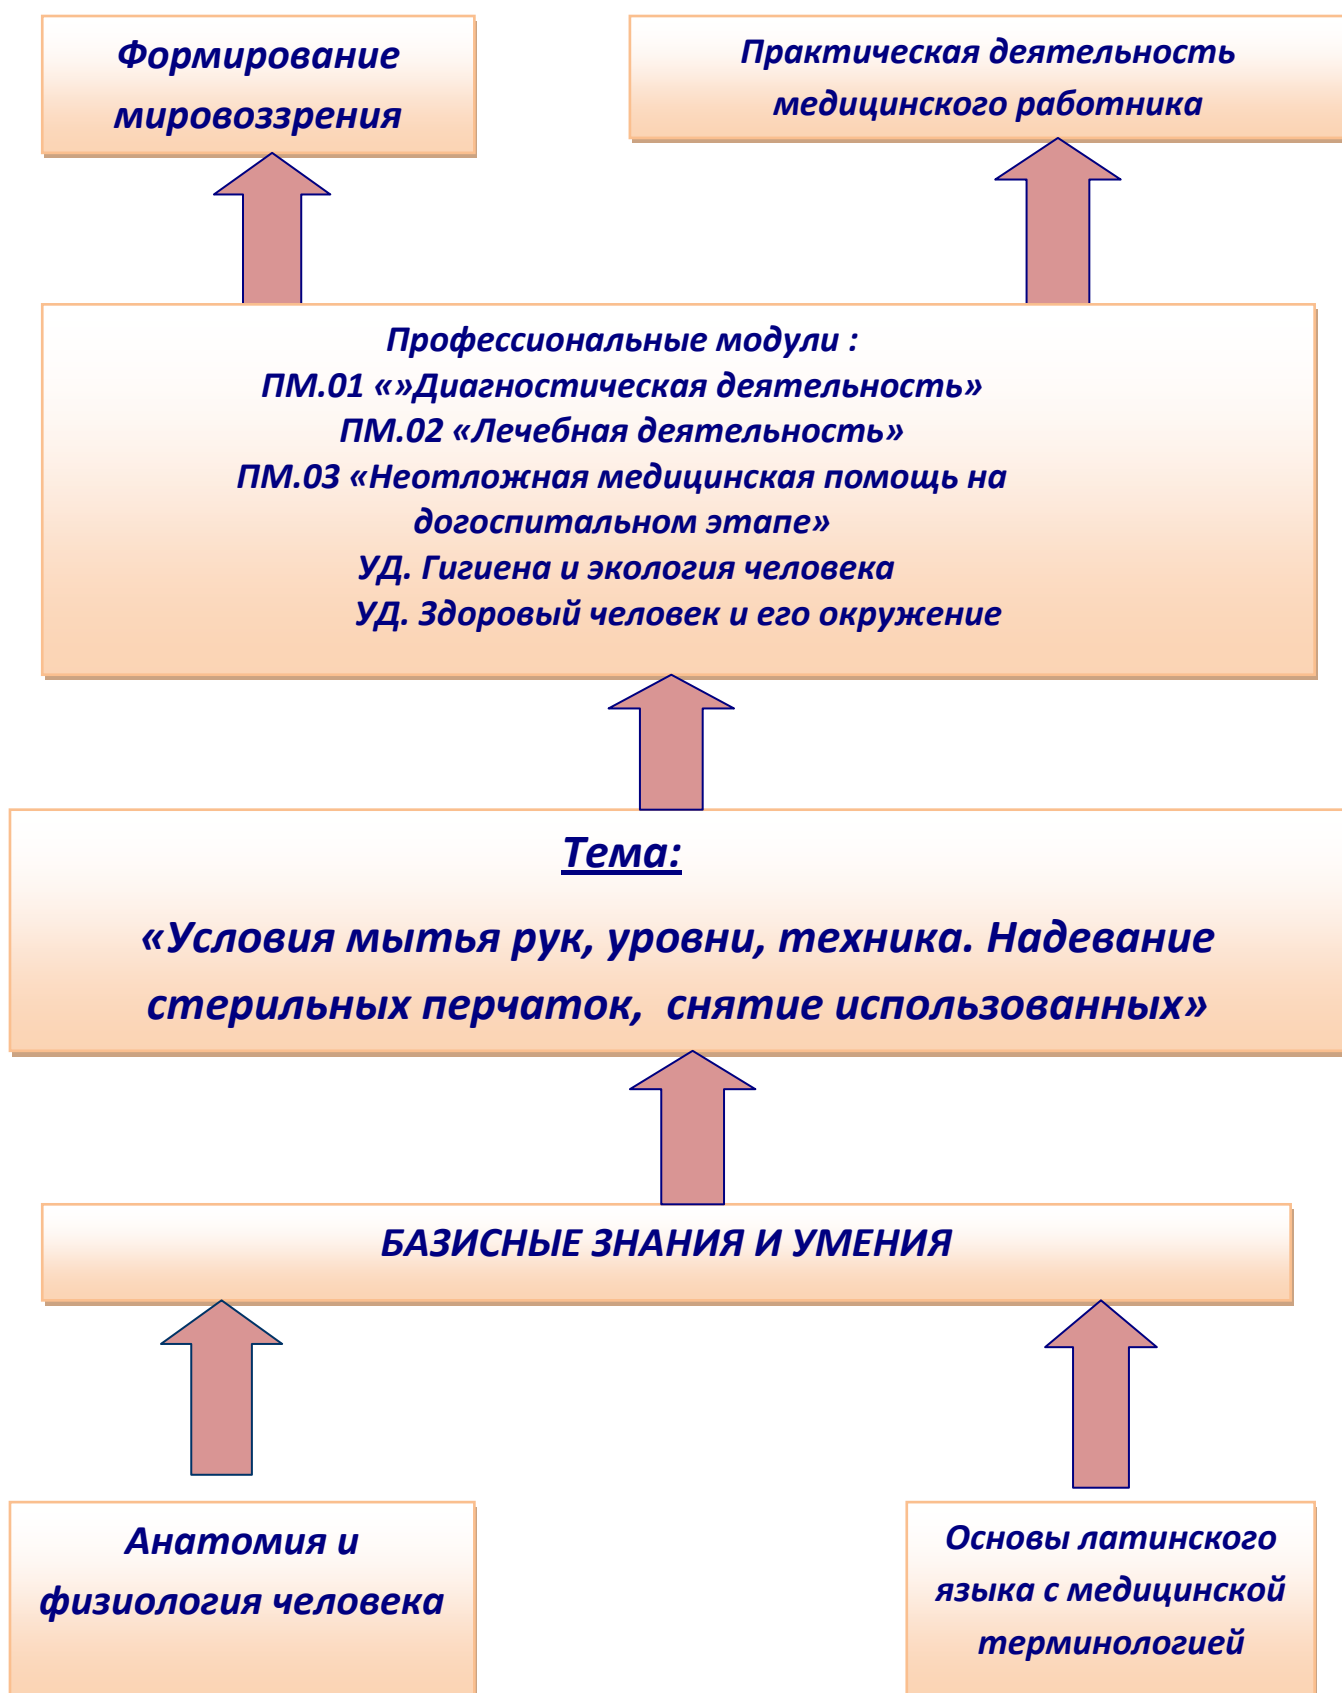 Формирование
мировоззрения
Практическая деятельность
медицинского работника
Профессиональные модули :
ПМ.01 «»Диагностическая деятельность»
ПМ.02 «Лечебная деятельность»
ПМ.03 «Неотложная медицинская помощь на
догоспитальном этапе»
УД. Гигиена и экология человека
УД. Здоровый человек и его окружение
Тема:
«Условия мытья рук, уровни, техника. Надевание
стерильных перчаток,  снятие использованных»
БАЗИСНЫЕ ЗНАНИЯ И УМЕНИЯ
Анатомия и
физиология человека
Основы латинского
языка с медицинской
терминологией